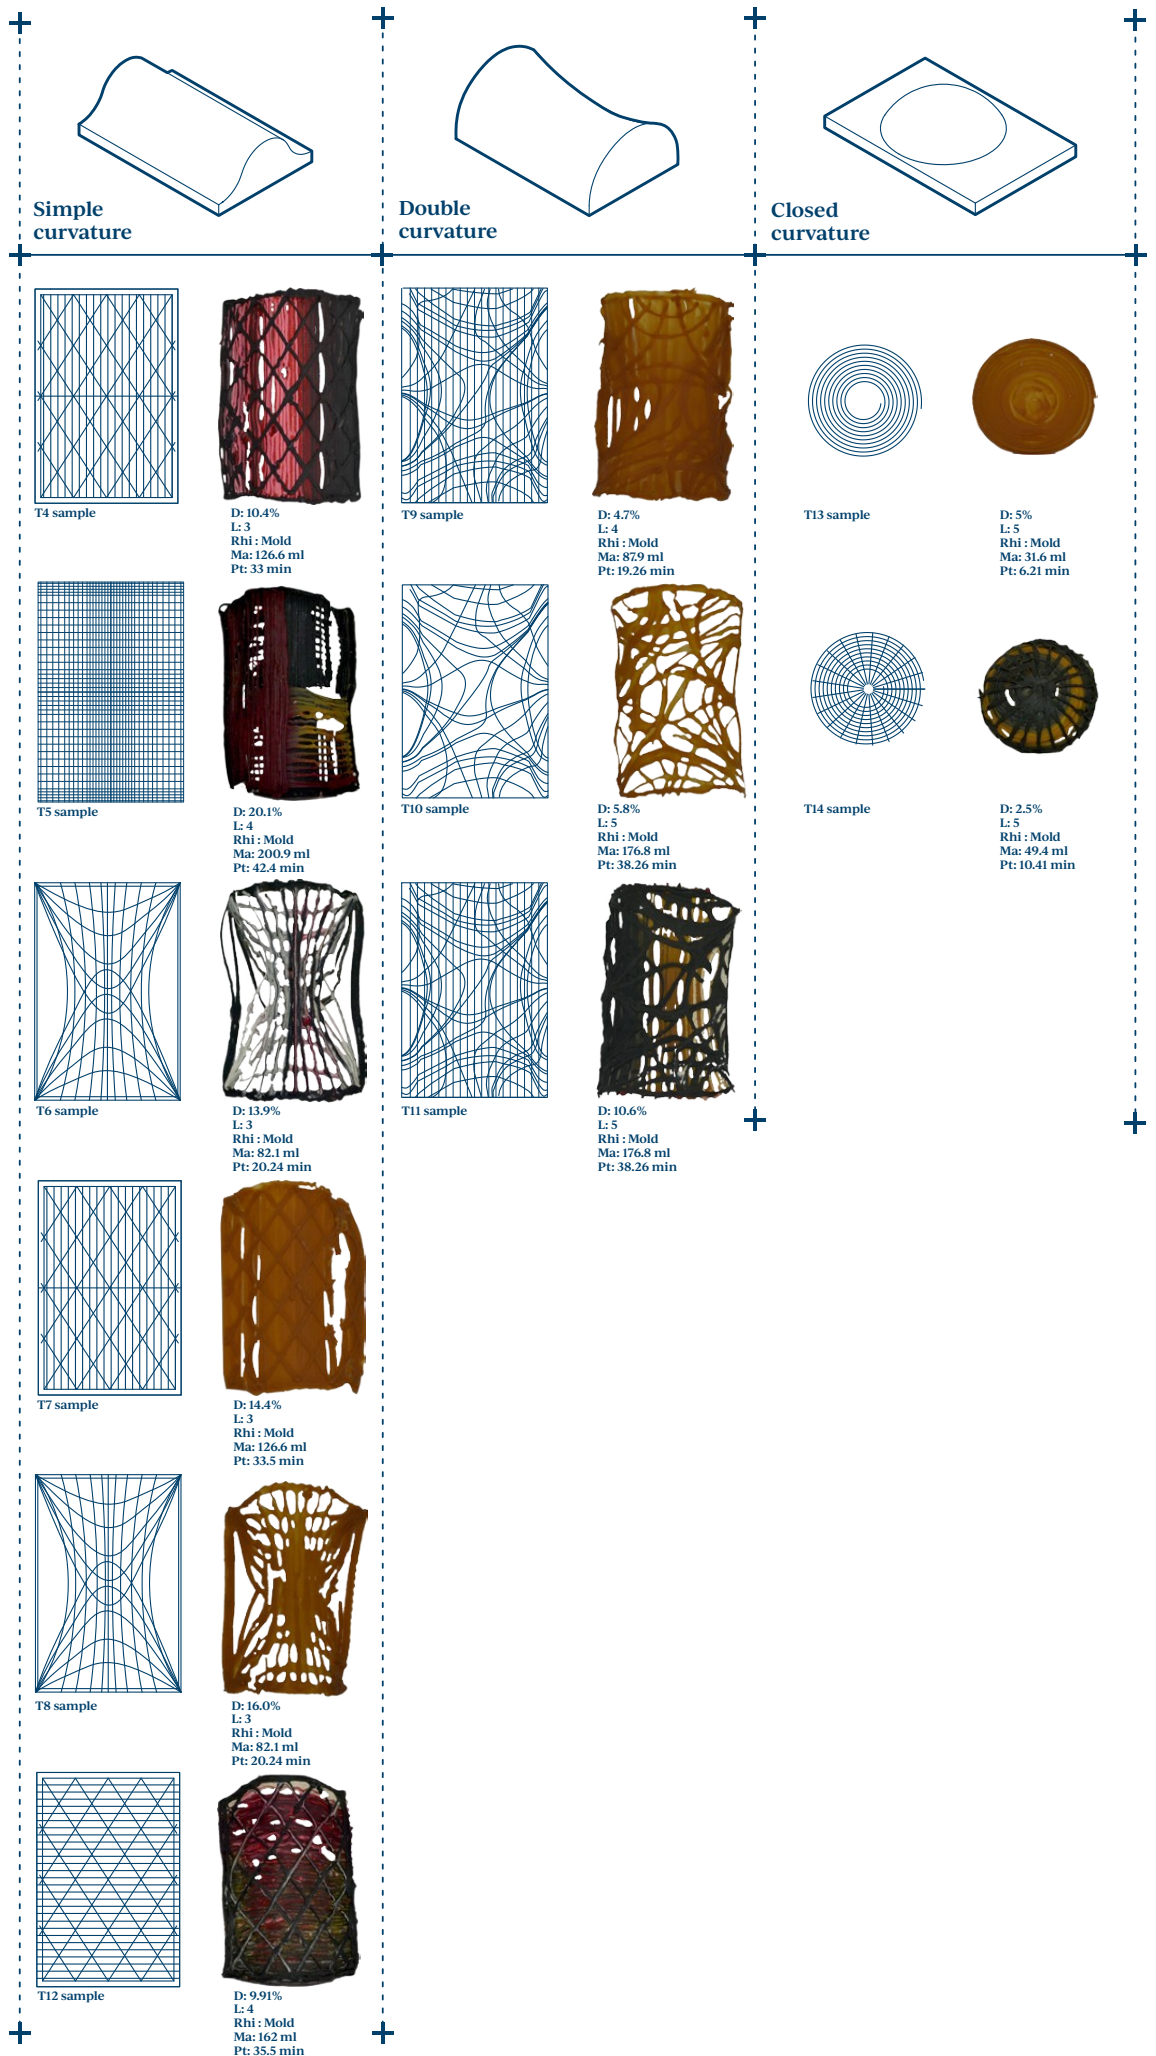 Simple
curvature
Double
curvature
Closed
curvature
T4 sample
D: 10.4%
L: 3
Rhi : Mold
Ma: 126.6 ml
Pt: 33 min
T5 sample
D: 20.1%
L: 4
Rhi : Mold
Ma: 200.9 ml
Pt: 42.4 min
T6 sample
D: 13.9%
L: 3
Rhi : Mold
Ma: 82.1 ml
Pt: 20.24 min
T7 sample
D: 14.4%
L: 3
Rhi : Mold
Ma: 126.6 ml
Pt: 33.5 min
T8 sample
D: 16.0%
L: 3
Rhi : Mold
Ma: 82.1 ml
Pt: 20.24 min
T12 sample
D: 9.91%
L: 4
Rhi : Mold
Ma: 162 ml
Pt: 35.5 min
T9 sample
D: 4.7%
L: 4
Rhi : Mold
Ma: 87.9 ml
Pt: 19.26 min
T10 sample
D: 5.8%
L: 5
Rhi : Mold
Ma: 176.8 ml
Pt: 38.26 min
T11 sample
D: 10.6%
L: 5
Rhi : Mold
Ma: 176.8 ml
Pt: 38.26 min
T13 sample
D: 5%
L: 5
Rhi : Mold
Ma: 31.6 ml
Pt: 6.21 min
T14 sample
D: 2.5%
L: 5
Rhi : Mold
Ma: 49.4 ml
Pt: 10.41 min